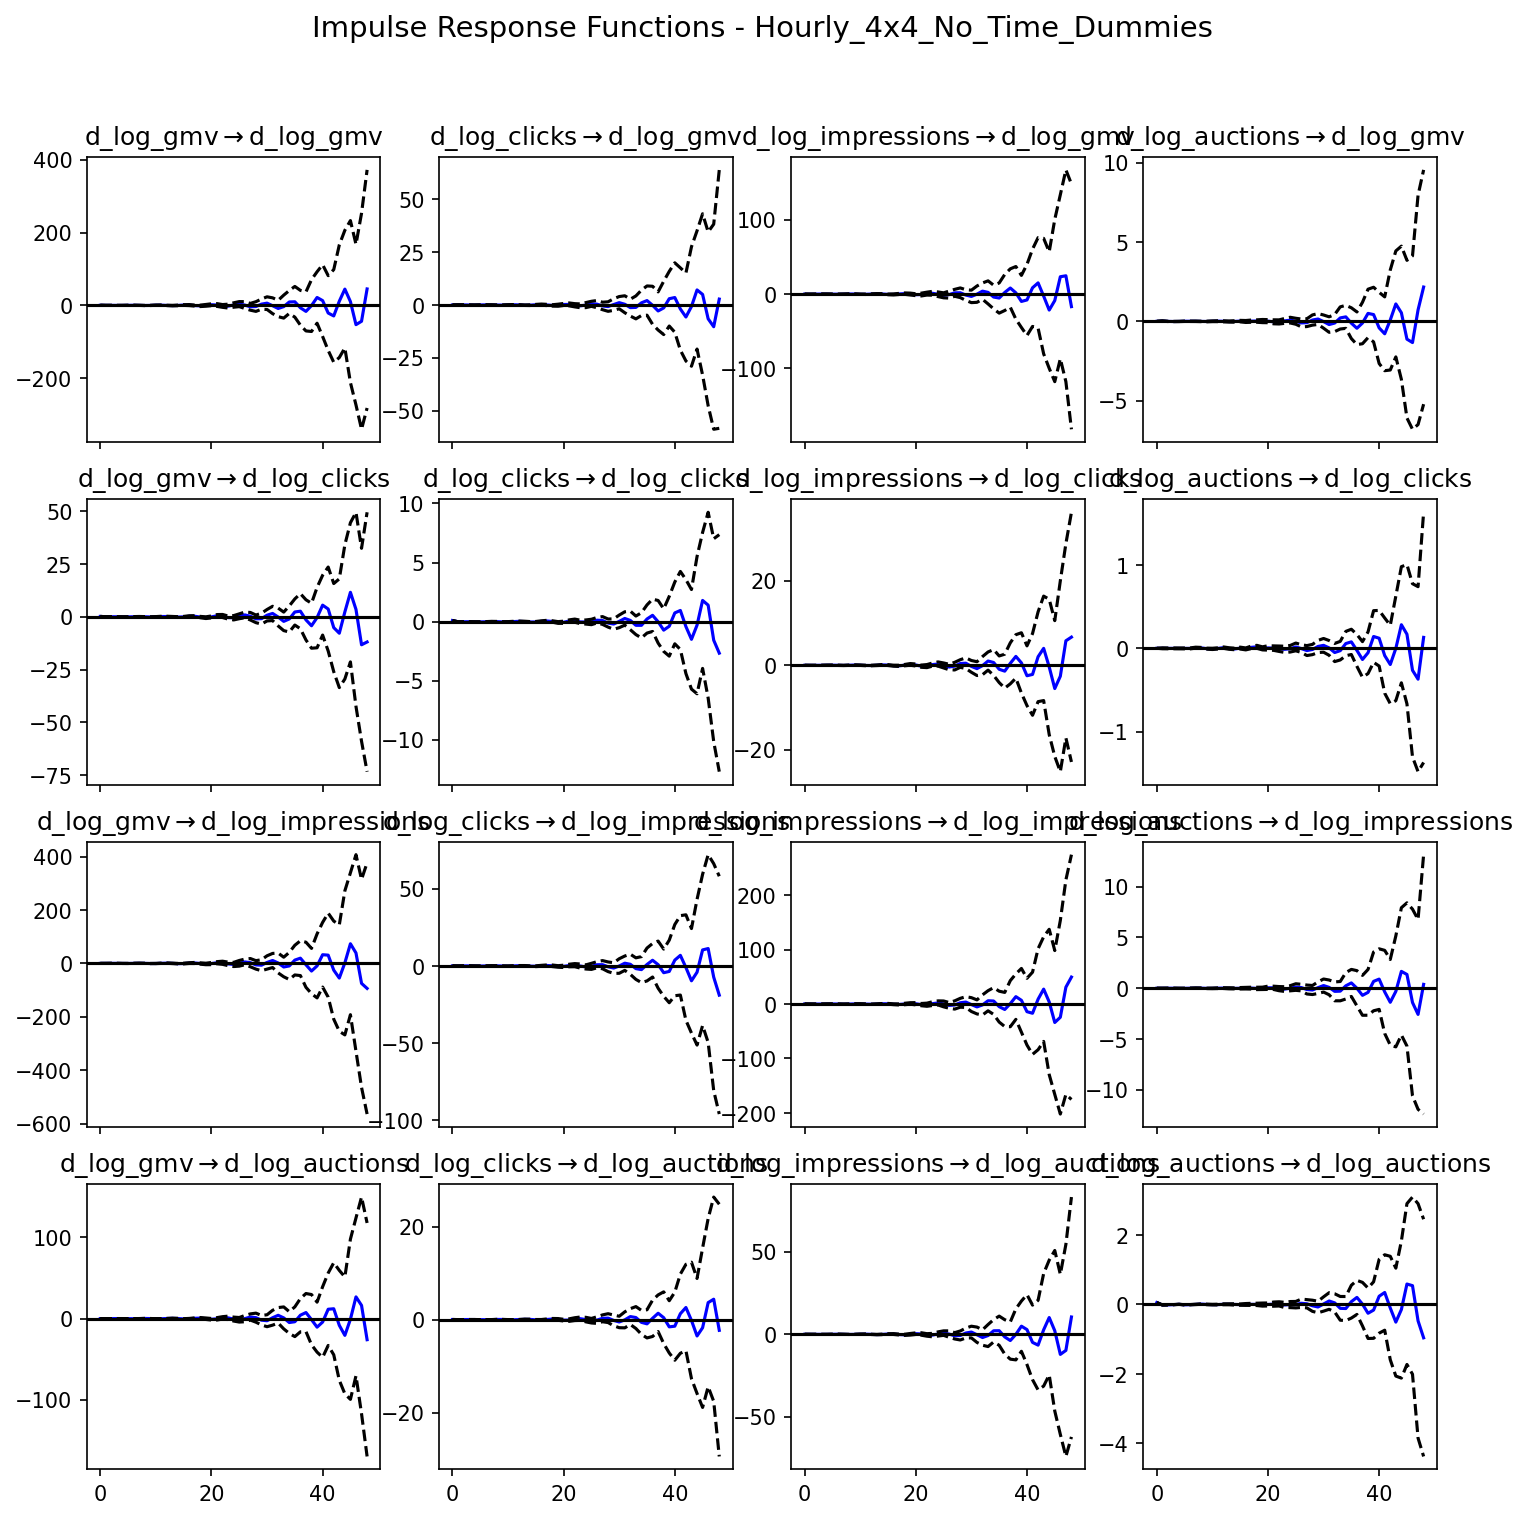 Impulse Response Functions - Hourly_4x4_No_Time_Dummies
d_log_gmv→d_log_gmv d_log_clicks→d_log_gmv d_log_impressions→d_log_gmv d_log_auctions→d_log_gmv
400 200 0 −200
50 25 0 −25 −50
100 0 −100
10 5 0 −5
d_log_gmv→d_log_clicks d_log_clicks→d_log_clicks d_log_impressions→d_log_clicks d_log_auctions→d_log_clicks
50 25 0 −25 −50 −75
10 5 0 −5 −10
20 0 −20
1 0 −1
d_log_gmv→d_log_impressions d_log_clicks→d_log_impressions d_log_impressions→d_log_impressions d_log_auctions→d_log_impressions
400 200 0 −200 −400 −600
50 0 −50 −100
200 100 0 −100 −200
10 5 0 −5 −10
d_log_gmv→d_log_auctions d_log_clicks→d_log_auctions d_log_impressions→d_log_auctions d_log_auctions→d_log_auctions
100 0 −100
20 0 −20
50 0 −50
2 0 −2 −4
0 20 40 0 20 40 0 20 40 0 20 40